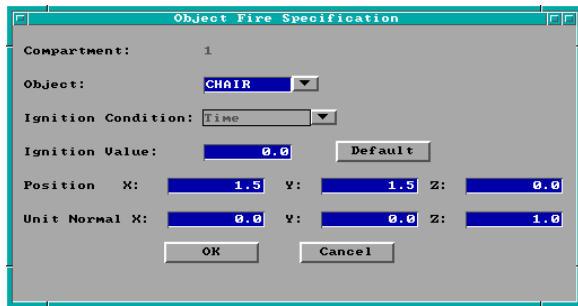 Object Fire Specification
Compartment: 1
Object: CHAIR
Ignition Condition: Time
Ignition Value: 0.0 Default
Position X: 1.5 Y: 1.5 Z: 0.0
Unit Normal X: 0.0 Y: 0.0 Z: 1.0
OK Cancel